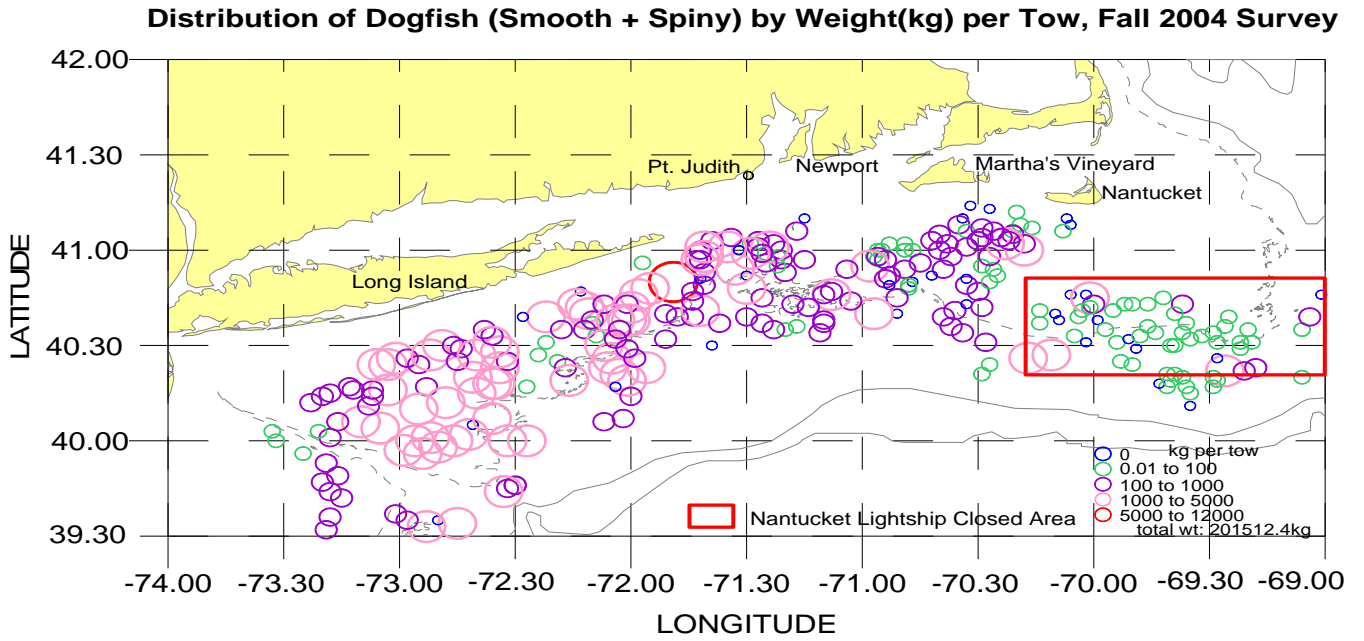 Distribution of Dogfish (Smooth + Spiny) by Weight(kg) per Tow, Fall 2004 Survey
42.00
41.30
41.00
40.30
40.00
39.30
LATITUDE
Pt. Judith
Newport
Martha's Vineyard
Nantucket
Long Island
kg per tow
0
0.01 to 100
100 to 1000
1000 to 5000
5000 to 12000
total wt: 201512.4kg
Nantucket Lightship Closed Area
-74.00 -73.30 -73.00 -72.30 -72.00 -71.30 -71.00 -70.30 -70.00 -69.30 -69.00
LONGITUDE